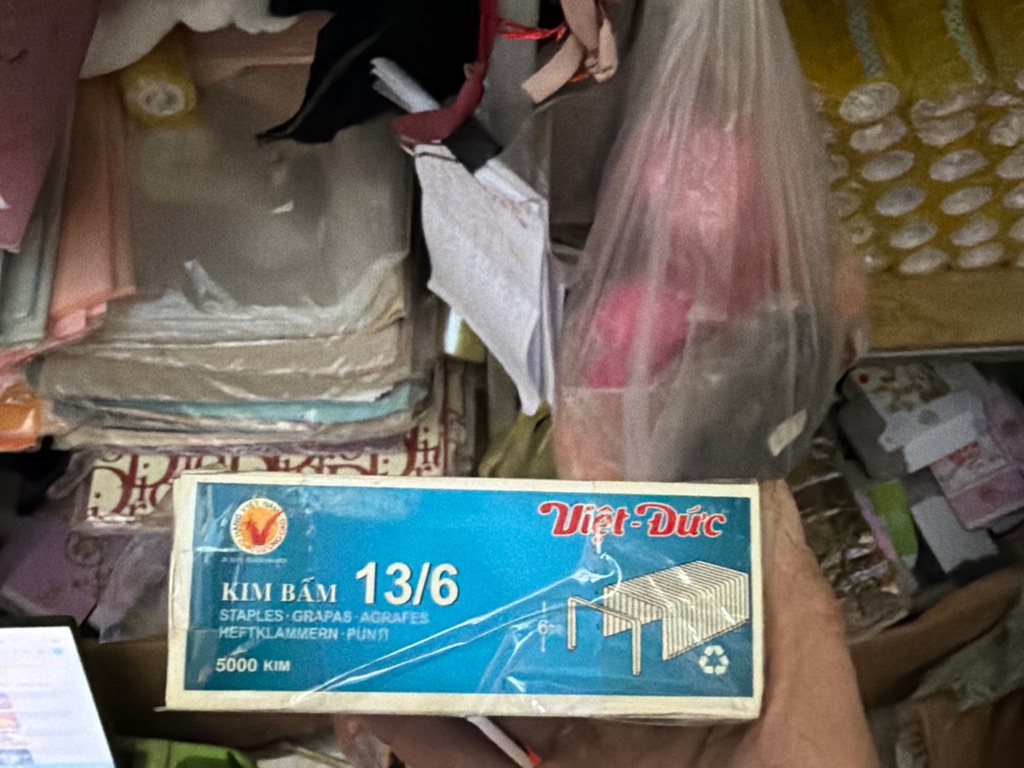 Việt-Đức
KIM BẤM 13/6
STAPLES · GRAPAS · AGRAFES
HEFTKLAMMERN · PUNTI
5000 KIM
6